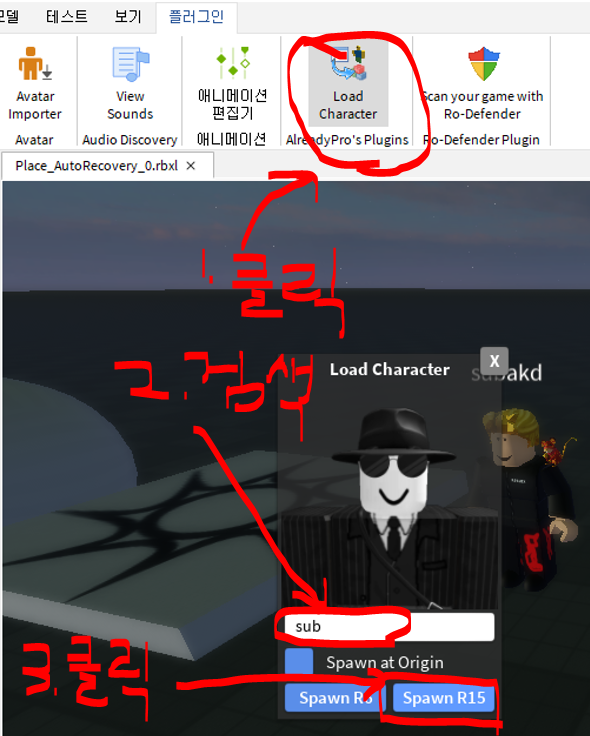 모델 테스트 보기 플러그인
Avatar Importer
View Sounds
애니메이션 편집기
Load Character
Scan your game with Ro-Defender
Avatar
Audio Discovery
애니메이션
AlreadyPro's Plugins
Ro-Defender Plugin
Place_AutoRecovery_0.rbxl ×
1.클릭
2.검색
Load Character
X
subakd
sub
Spawn at Origin
3.클릭
Spawn R6
Spawn R15